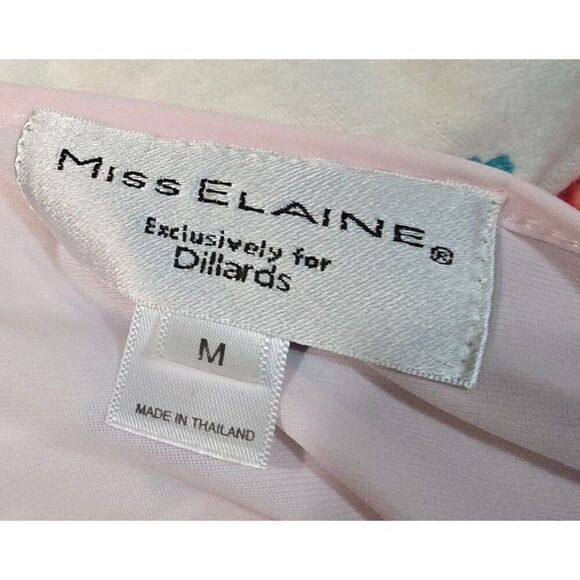 MISS ELAINE®
Exclusively for
Dillards
M
MADE IN THAILAND